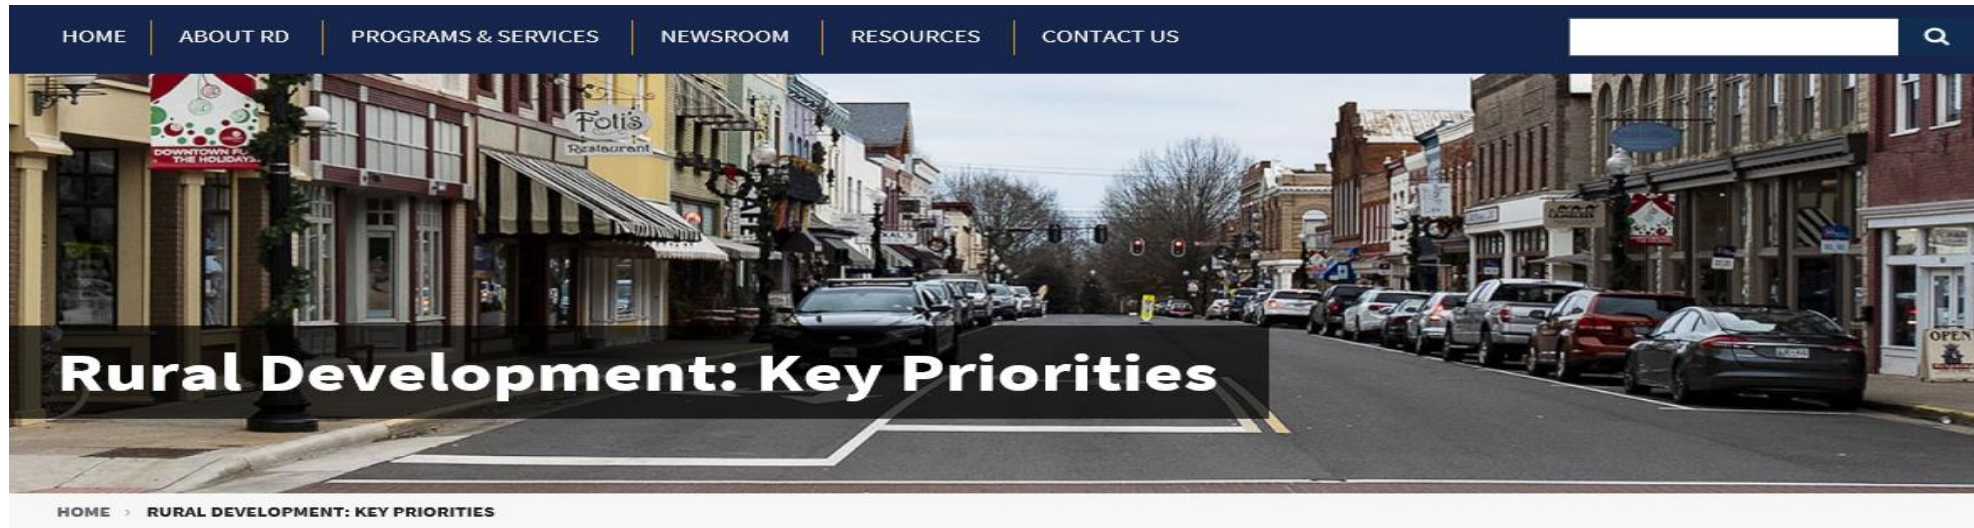 HOME
ABOUT RD
PROGRAMS & SERVICES
NEWSROOM
RESOURCES
CONTACT US
DOWNTOWN FOR
THE HOLIDAYS
Foti's
Restaurant
OPEN
Rural Development: Key Priorities
HOME > RURAL DEVELOPMENT: KEY PRIORITIES